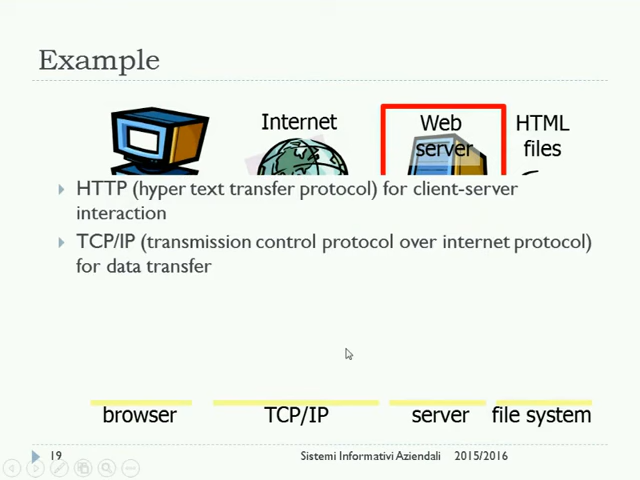 Example
Internet
Web
server
HTML
files
HTTP (hyper text transfer protocol) for client-server
interaction
TCP/IP (transmission control protocol over internet protocol)
for data transfer
browser
TCP/IP
server
file system
19
Sistemi Informativi Aziendali
2015/2016